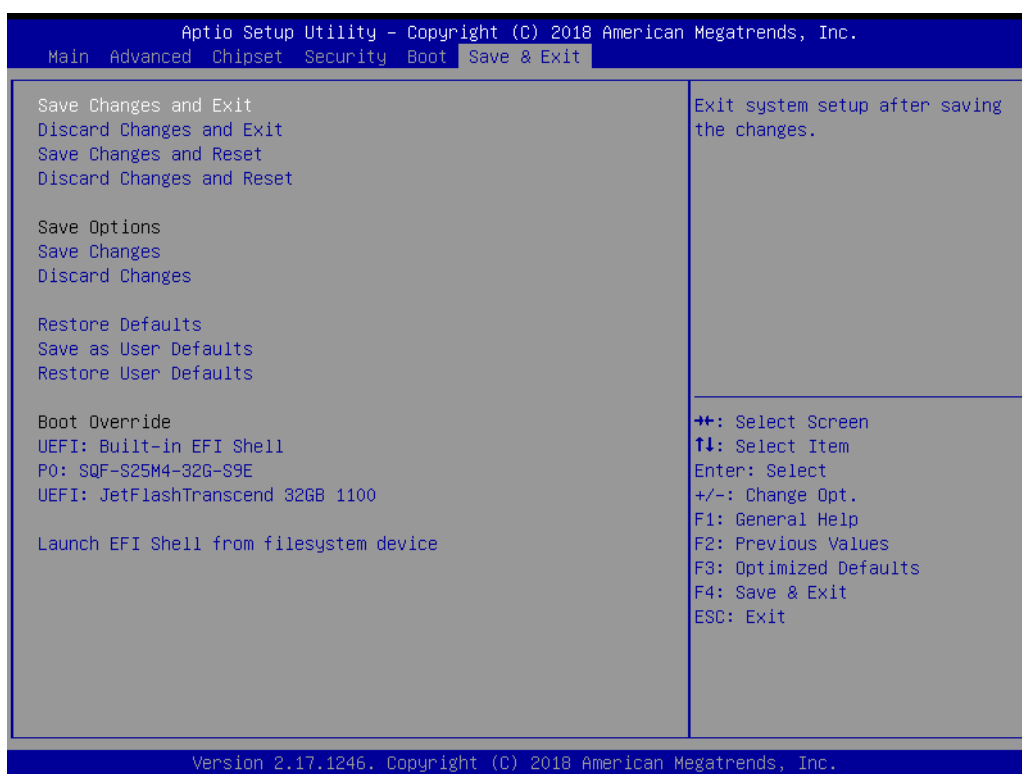 Aptio Setup Utility – Copyright (C) 2018 American Megatrends, Inc.
Main Advanced Chipset Security Boot Save & Exit
Save Changes and Exit
Discard Changes and Exit
Save Changes and Reset
Discard Changes and Reset
Save Options
Save Changes
Discard Changes
Restore Defaults
Save as User Defaults
Restore User Defaults
Boot Override
UEFI: Built-in EFI Shell
P0: SQF-S25M4-32G-S9E
UEFI: JetFlashTranscend 32GB 1100
Launch EFI Shell from filesystem device
Exit system setup after saving
the changes.
→←: Select Screen
↑↓: Select Item
Enter: Select
+/-: Change Opt.
F1: General Help
F2: Previous Values
F3: Optimized Defaults
F4: Save & Exit
ESC: Exit
Version 2.17.1246. Copyright (C) 2018 American Megatrends, Inc.